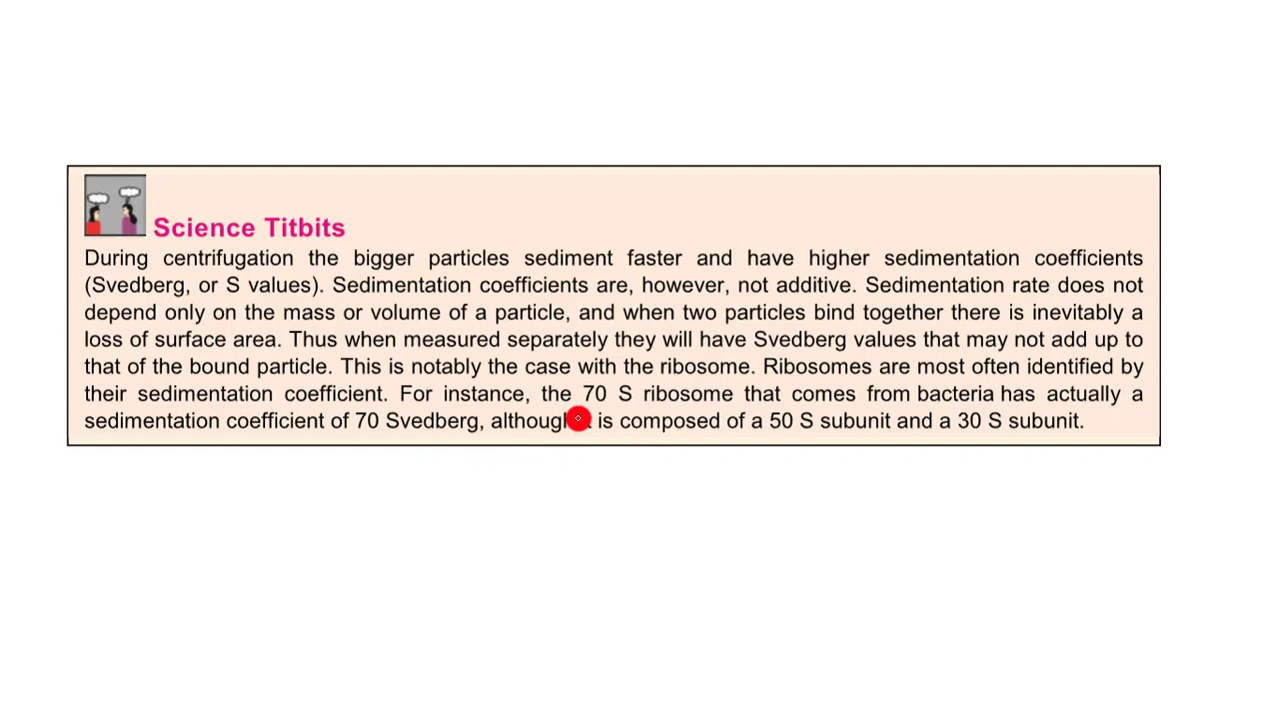 Science Titbits
During centrifugation the bigger particles sediment faster and have higher sedimentation coefficients
(Svedberg, or S values). Sedimentation coefficients are, however, not additive. Sedimentation rate does not
depend only on the mass or volume of a particle, and when two particles bind together there is inevitably a
loss of surface area. Thus when measured separately they will have Svedberg values that may not add up to
that of the bound particle. This is notably the case with the ribosome. Ribosomes are most often identified by
their sedimentation coefficient. For instance, the 70 S ribosome that comes from bacteria has actually a
sedimentation coefficient of 70 Svedberg, although is composed of a 50 S subunit and a 30 S subunit.